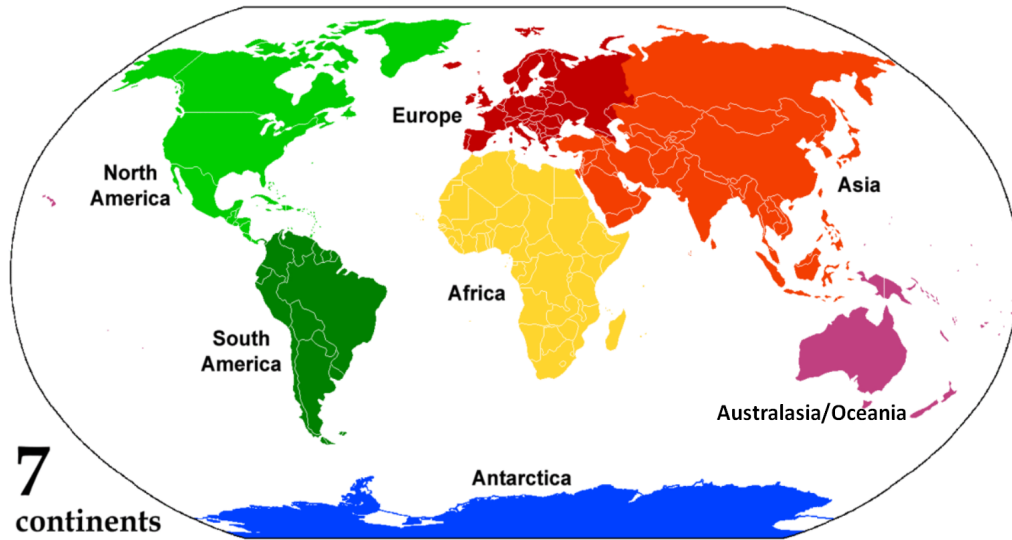 Europe
North
America
Asia
Africa
South
America
Australasia/Oceania
Antarctica
7
continents